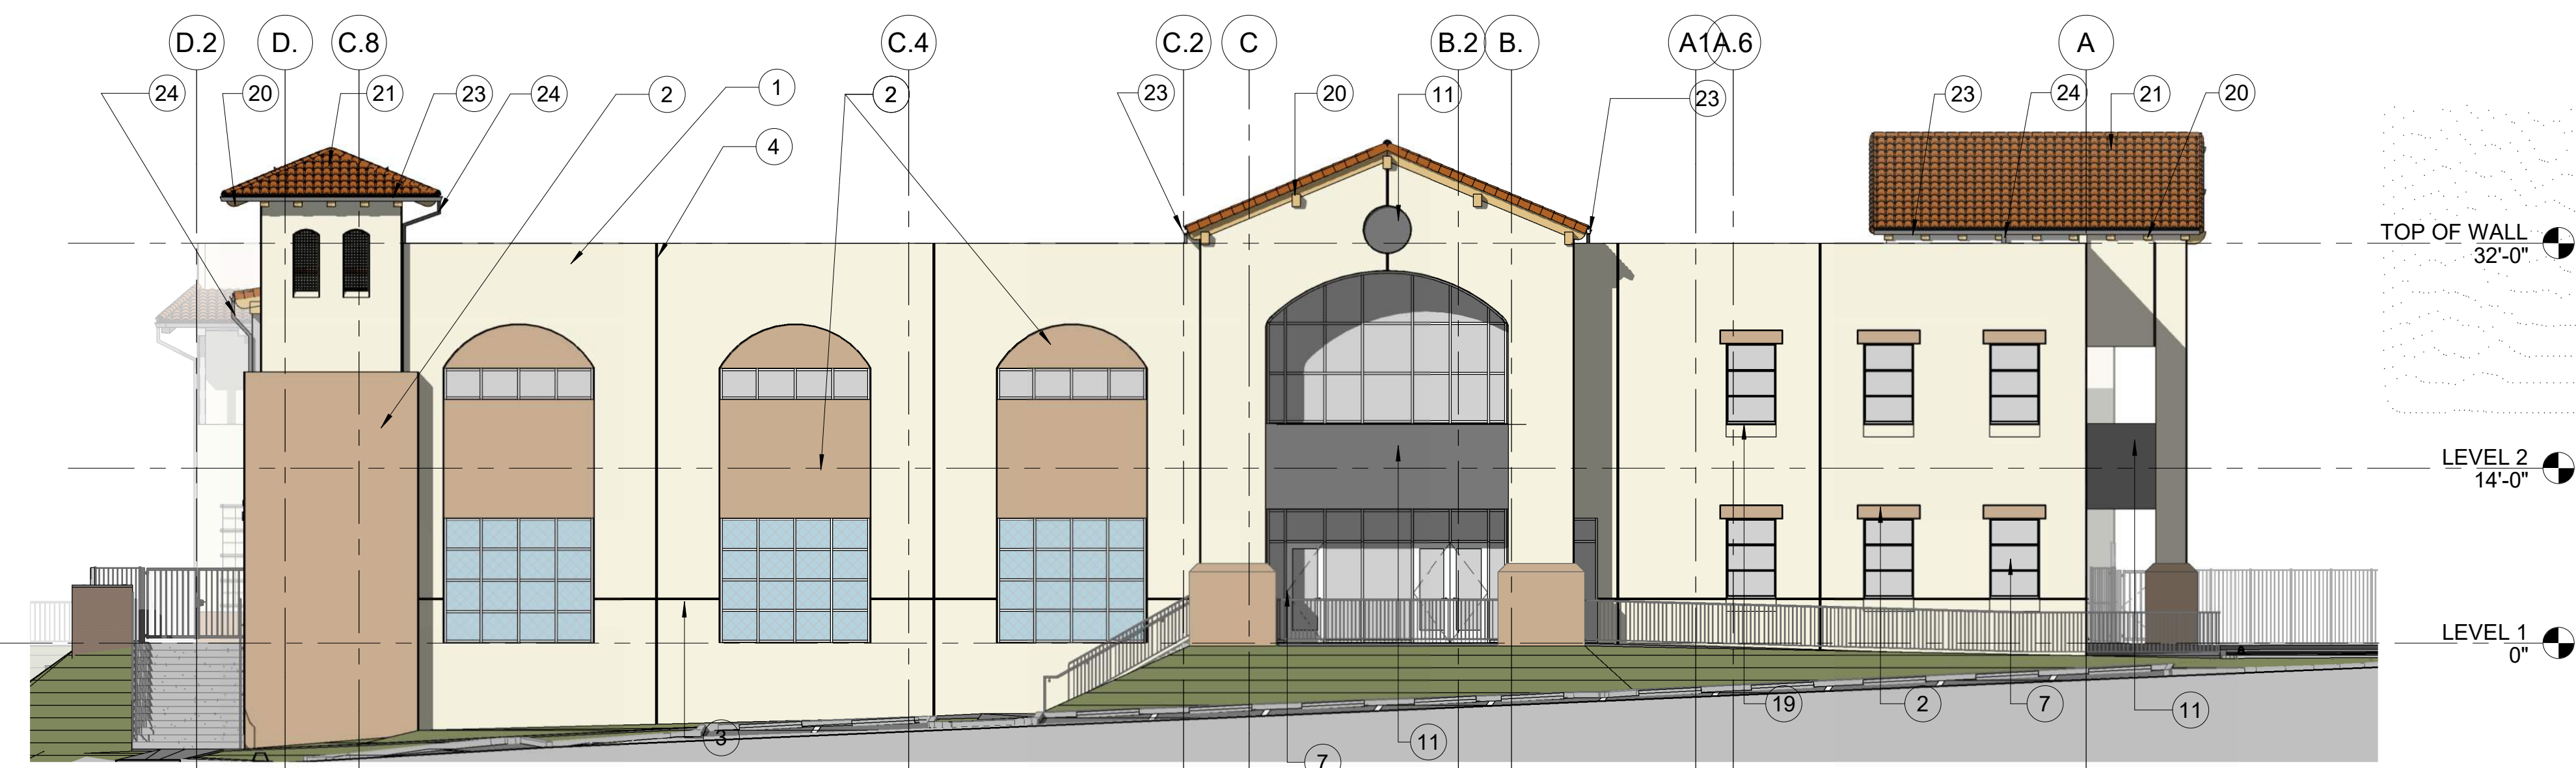 D.2 D. C.8 C.4 C.2 C B.2 B. A1 A.6 A
24 20 21 23 24 2 1 2 23 20 11 23 23 24 21 20
4
TOP OF WALL
32'-0"
LEVEL 2
14'-0"
LEVEL 1
0"
3 7 11 19 2 7 11